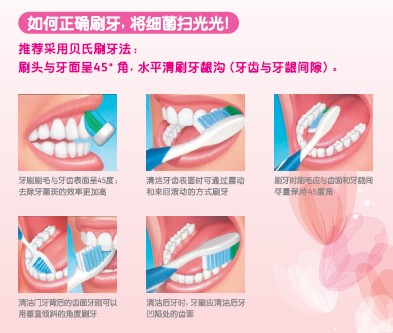 如何正确刷牙，将细菌扫光光！
推荐采用贝氏刷牙法：
刷头与牙面呈45°角，水平清刷牙龈沟（牙齿与牙龈间隙）。
牙刷刷毛与牙齿表面呈45度；
去除牙菌斑的效率更加高
清洁牙齿表面时可通过震动
和来回滚动的方式刷牙
刷牙时刷毛应与齿面和牙龈间
尽量保持45度角
清洁门牙背后的齿面牙刷可以
用垂直倾斜的角度刷牙
清洁后牙时，牙刷应清洁后牙
凹陷处的齿面